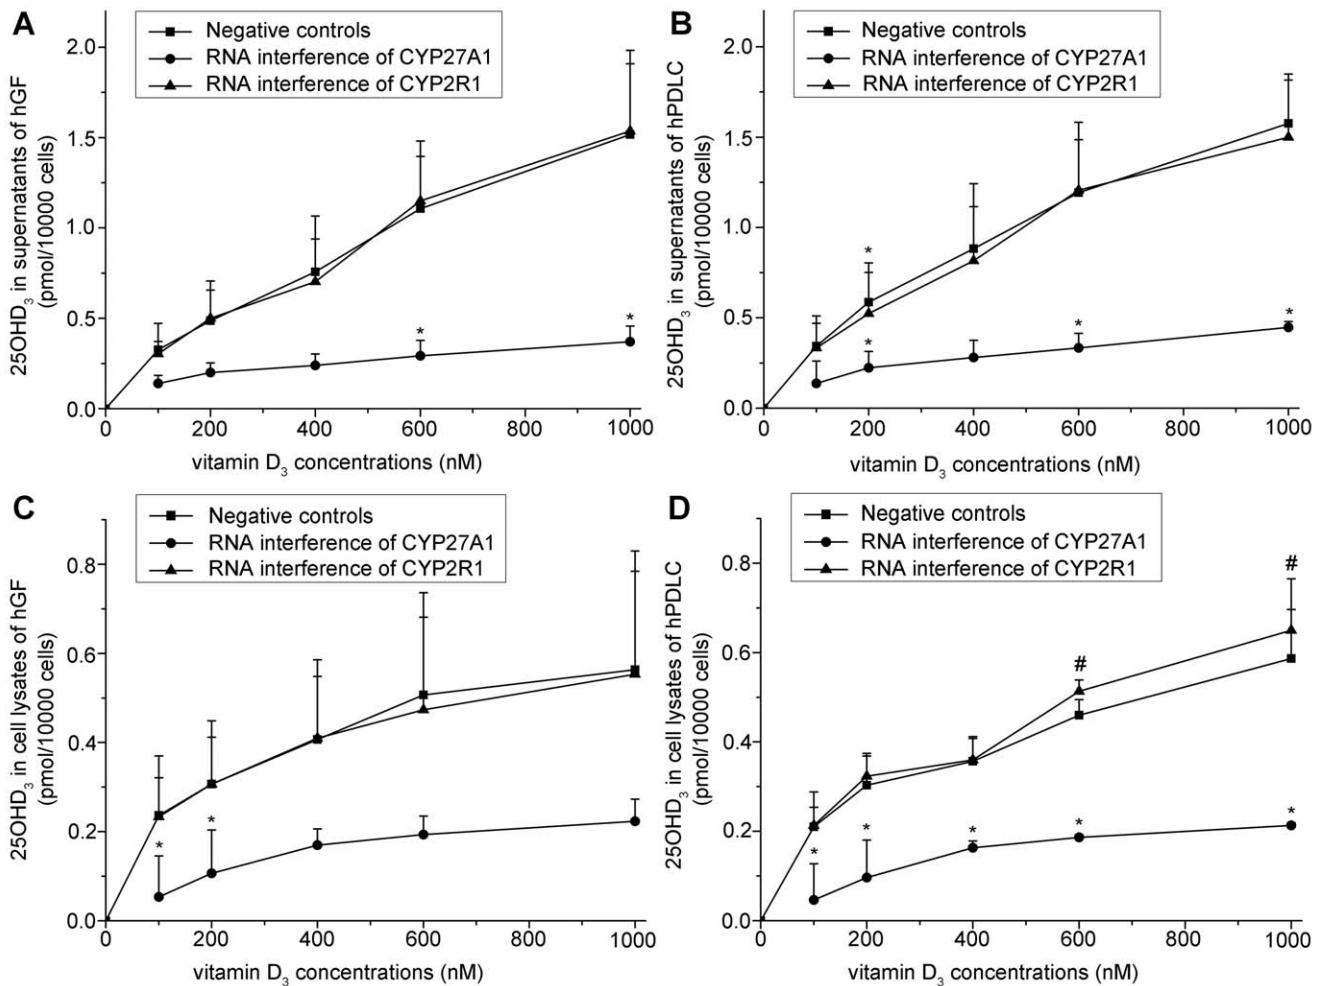 A
Negative controls
RNA interference of CYP27A1
RNA interference of CYP2R1
25OHD₃ in supernatants of hGF
(pmol/10000 cells)
2.0
1.5
1.0
0.5
0.0
0 200 400 600 800 1000
vitamin D₃ concentrations (nM)
* *
B
Negative controls
RNA interference of CYP27A1
RNA interference of CYP2R1
25OHD₃ in supernatants of hPDLC
(pmol/10000 cells)
2.0
1.5
1.0
0.5
0.0
0 200 400 600 800 1000
vitamin D₃ concentrations (nM)
*
* * *
C
Negative controls
RNA interference of CYP27A1
RNA interference of CYP2R1
25OHD₃ in cell lysates of hGF
(pmol/10000 cells)
0.8
0.6
0.4
0.2
0.0
0 200 400 600 800 1000
vitamin D₃ concentrations (nM)
* *
D
Negative controls
RNA interference of CYP27A1
RNA interference of CYP2R1
25OHD₃ in cell lysates of hPDLC
(pmol/10000 cells)
0.8
0.6
0.4
0.2
0.0
0 200 400 600 800 1000
vitamin D₃ concentrations (nM)
# #
* * * * *